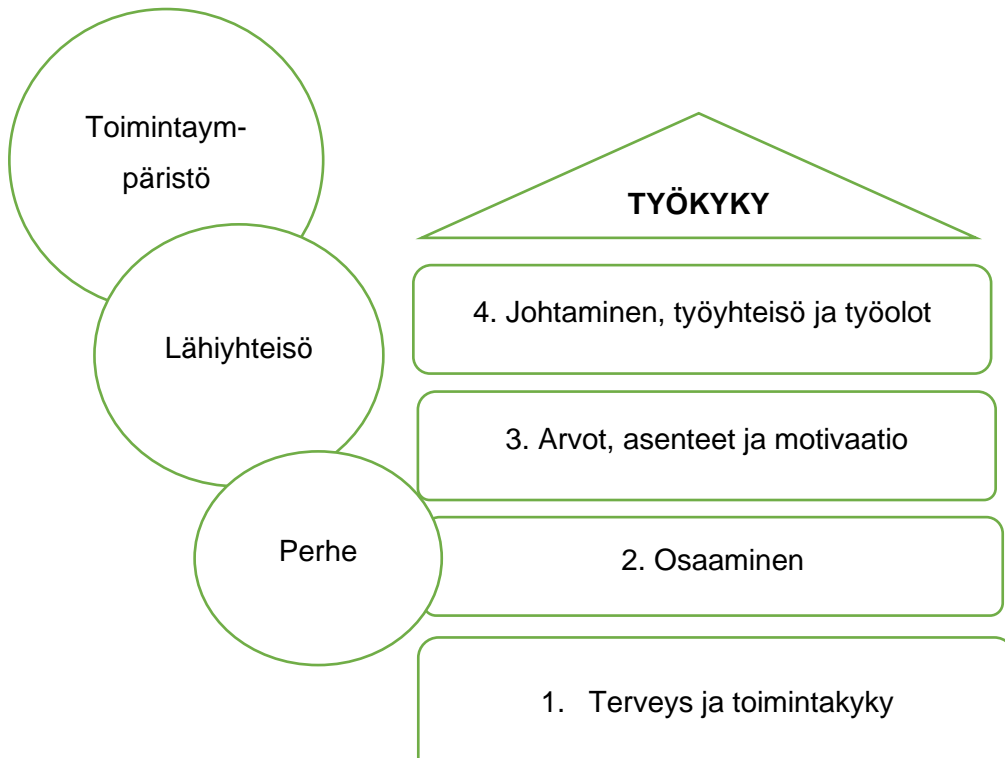 Toimintaym-
päristö
Lähiyhteisö
Perhe
TYÖKYKY
4. Johtaminen, työyhteisö ja työolot
3. Arvot, asenteet ja motivaatio
2. Osaaminen
1. Terveys ja toimintakyky